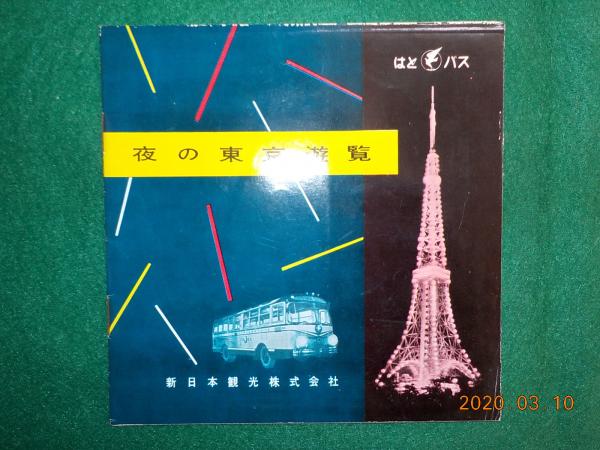 はと バス
夜の東京遊覧
新日本観光株式会社
2020.03.10